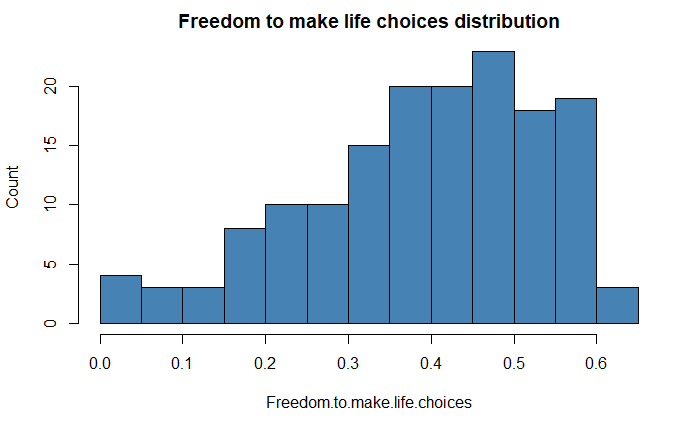 Freedom to make life choices distribution
Count
20
15
10
5
0
0.0 0.1 0.2 0.3 0.4 0.5 0.6
Freedom.to.make.life.choices